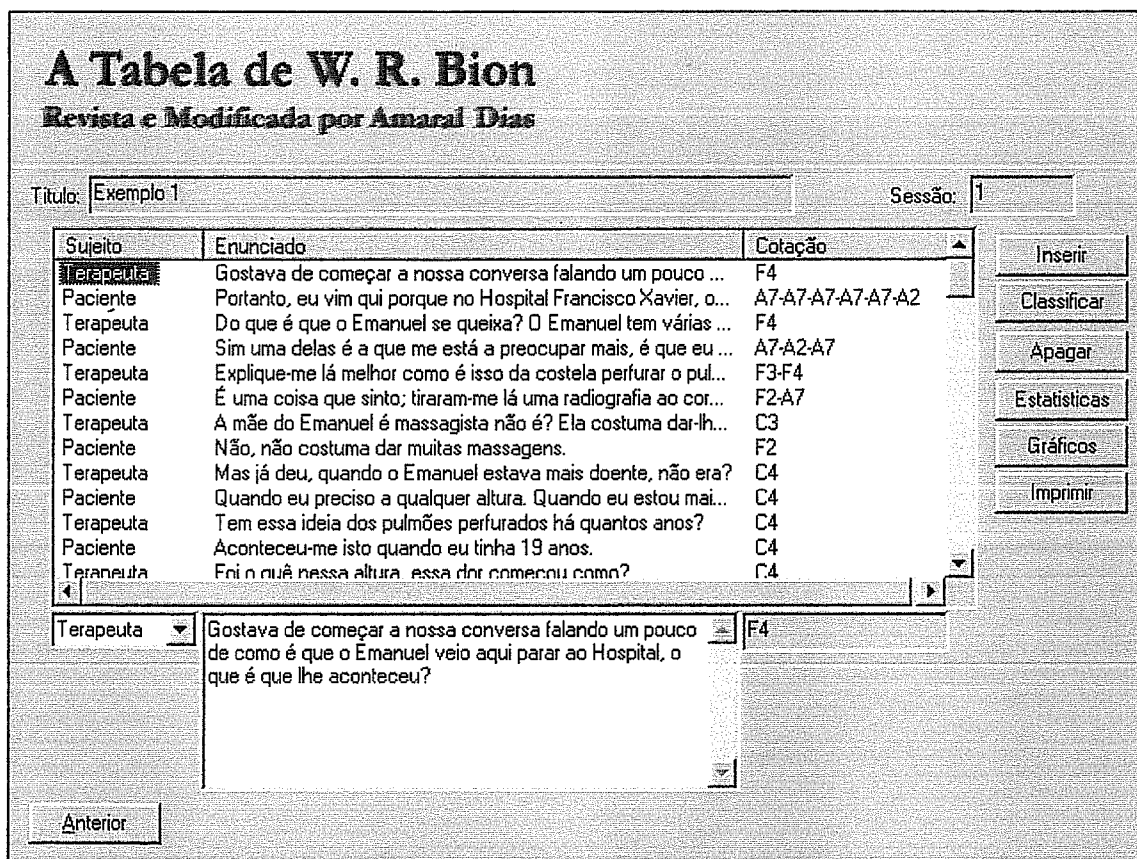 A Tabela de W. R. Bion
Revista e Modificada por Amaral Dias
Título: Exemplo 1 Sessão: 1
Sujeito Enunciado Cotação
Terapeuta Gostava de começar a nossa conversa falando um pouco ... F4
Paciente Portanto, eu vim qui porque no Hospital Francisco Xavier, o... A7-A7-A7-A7-A7-A2
Terapeuta Do que é que o Emanuel se queixa? O Emanuel tem várias ... F4
Paciente Sim uma delas é a que me está a preocupar mais, é que eu ... A7-A2-A7
Terapeuta Explique-me lá melhor como é isso da costela perfurar o pul... F3-F4
Paciente É uma coisa que sinto; tiraram-me lá uma radiografia ao cor... F2-A7
Terapeuta A mãe do Emanuel é massagista não é? Ela costuma dar-lh... C3
Paciente Não, não costuma dar muitas massagens. F2
Terapeuta Mas já deu, quando o Emanuel estava mais doente, não era? C4
Paciente Quando eu preciso a qualquer altura. Quando eu estou mai... C4
Terapeuta Tem essa ideia dos pulmões perfurados há quantos anos? C4
Paciente Aconteceu-me isto quando eu tinha 19 anos. C4
Terapeuta Foi o quê nessa altura, essa dor começou como? C4
Inserir
Classificar
Apagar
Estatísticas
Gráficos
Imprimir
Terapeuta Gostava de começar a nossa conversa falando um pouco F4
de como é que o Emanuel veio aqui parar ao Hospital, o
que é que lhe aconteceu?
Anterior